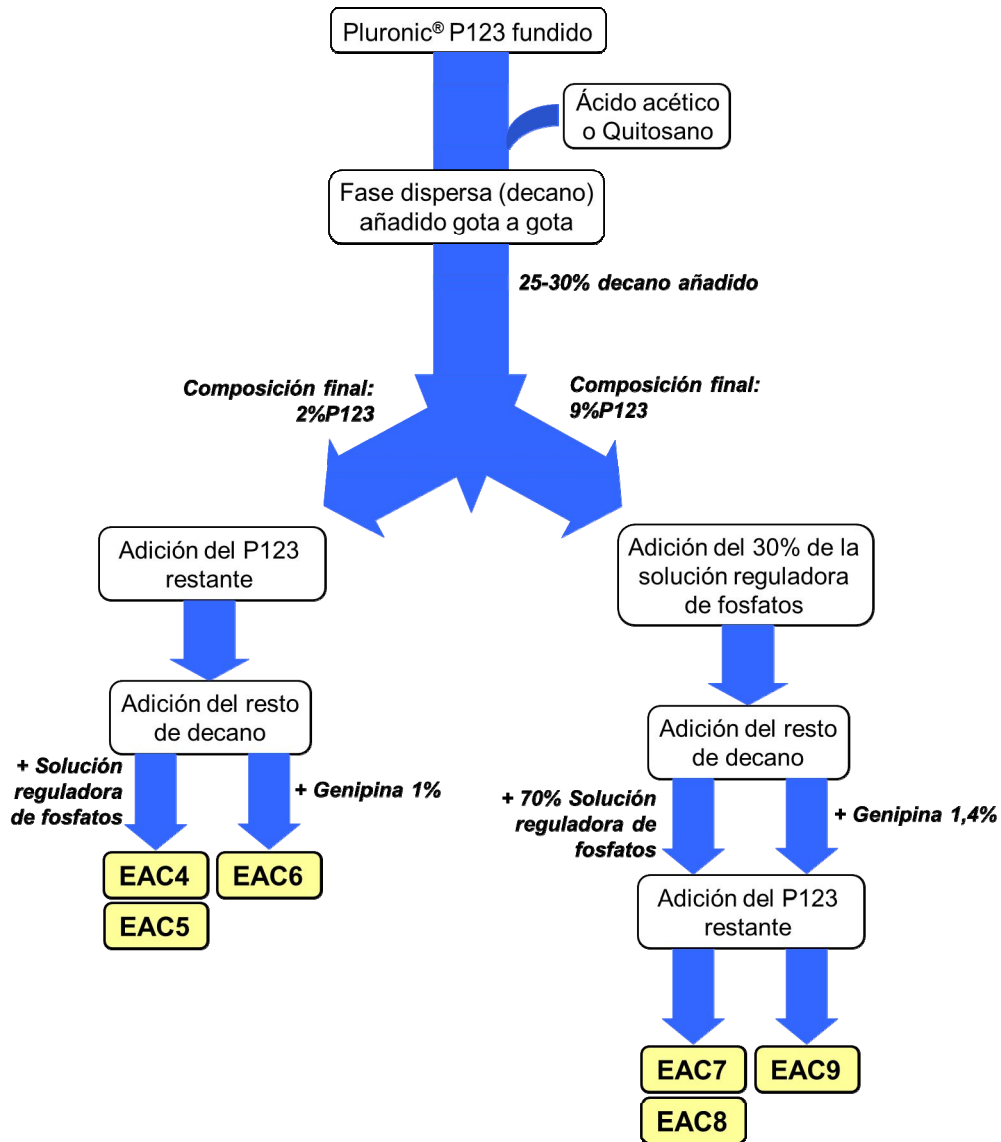 Pluronic® P123 fundido
Ácido acético
o Quitosano
Fase dispersa (decano)
añadido gota a gota
25-30% decano añadido
Composición final:
2%P123
Composición final:
9%P123
Adición del P123
restante
Adición del resto
de decano
+ Solución
reguladora
de fosfatos
+ Genipina 1%
EAC4
EAC6
EAC5
Adición del 30% de la
solución reguladora
de fosfatos
Adición del resto
de decano
+ 70% Solución
reguladora de
fosfatos
+ Genipina 1,4%
Adición del P123
restante
EAC7
EAC9
EAC8